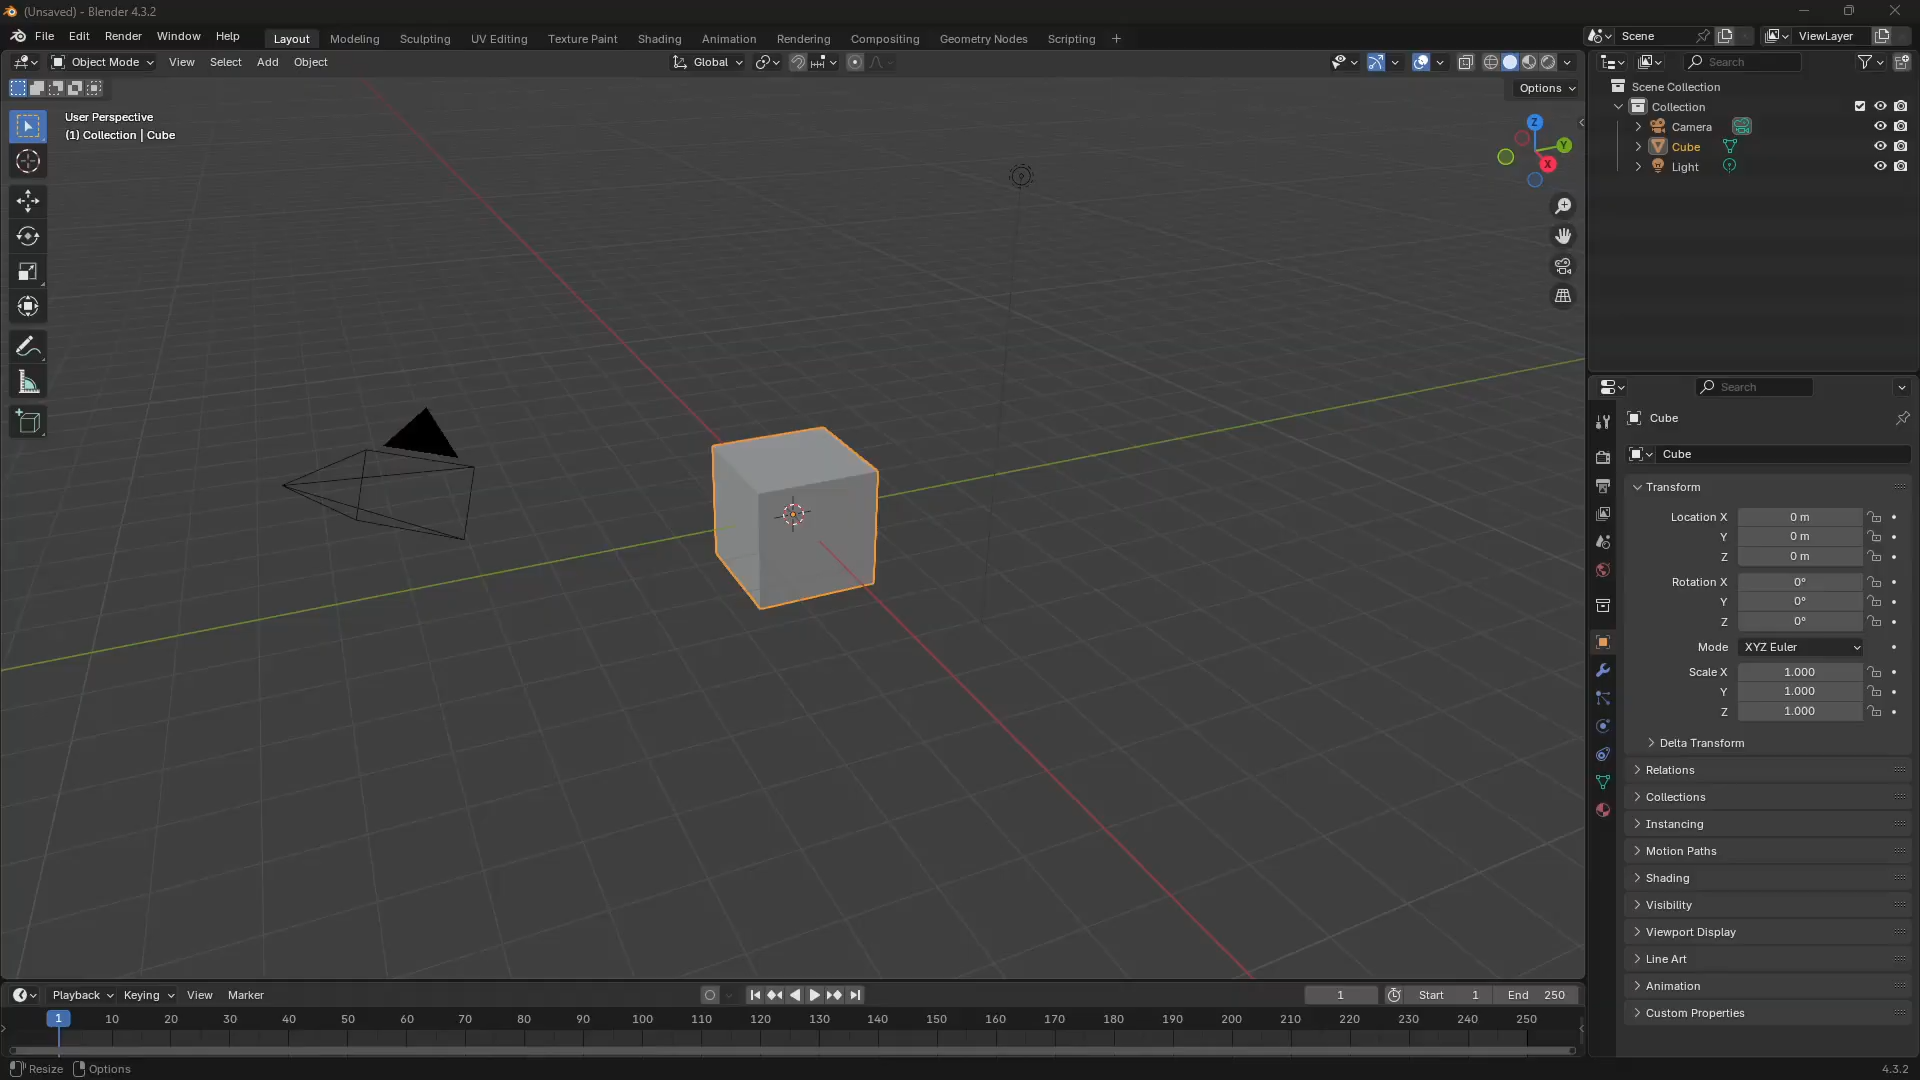 (Unsaved) - Blender 4.3.2
File Edit Render Window Help
Layout Modeling Sculpting UV Editing Texture Paint Shading Animation Rendering Compositing Geometry Nodes Scripting +
Scene
ViewLayer
Object Mode View Select Add Object
Global
Search
Options
User Perspective
(1) Collection | Cube
Z
Y
X
Scene Collection
Collection
Camera
Cube
Light
Search
Cube
Cube
Transform
Location X 0 m
Y 0 m
Z 0 m
Rotation X 0°
Y 0°
Z 0°
Mode XYZ Euler
Scale X 1.000
Y 1.000
Z 1.000
Delta Transform
Relations
Collections
Instancing
Motion Paths
Shading
Visibility
Viewport Display
Line Art
Animation
Custom Properties
Playback Keying View Marker
1 Start 1 End 250
1 10 20 30 40 50 60 70 80 90 100 110 120 130 140 150 160 170 180 190 200 210 220 230 240 250
Resize Options
4.3.2